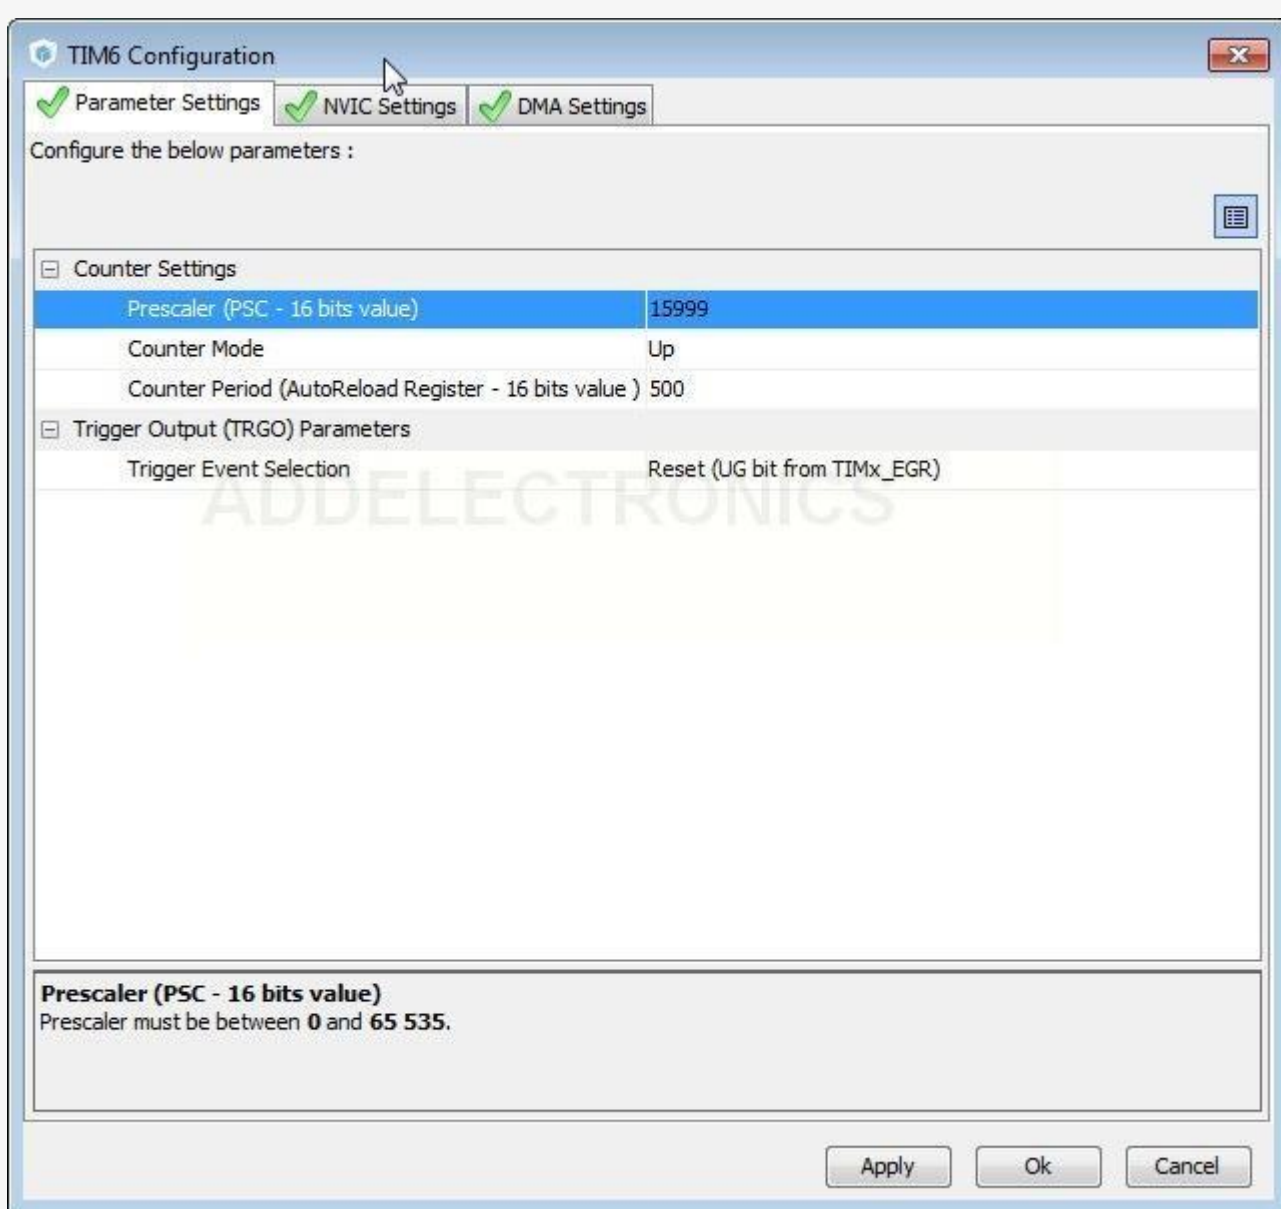 TIM6 Configuration
Parameter Settings NVIC Settings DMA Settings
Configure the below parameters :
Counter Settings
Prescaler (PSC - 16 bits value) 15999
Counter Mode Up
Counter Period (AutoReload Register - 16 bits value ) 500
Trigger Output (TRGO) Parameters
Trigger Event Selection Reset (UG bit from TIMx_EGR)
ADDELECTRONICS
Prescaler (PSC - 16 bits value)
Prescaler must be between 0 and 65 535.
Apply Ok Cancel